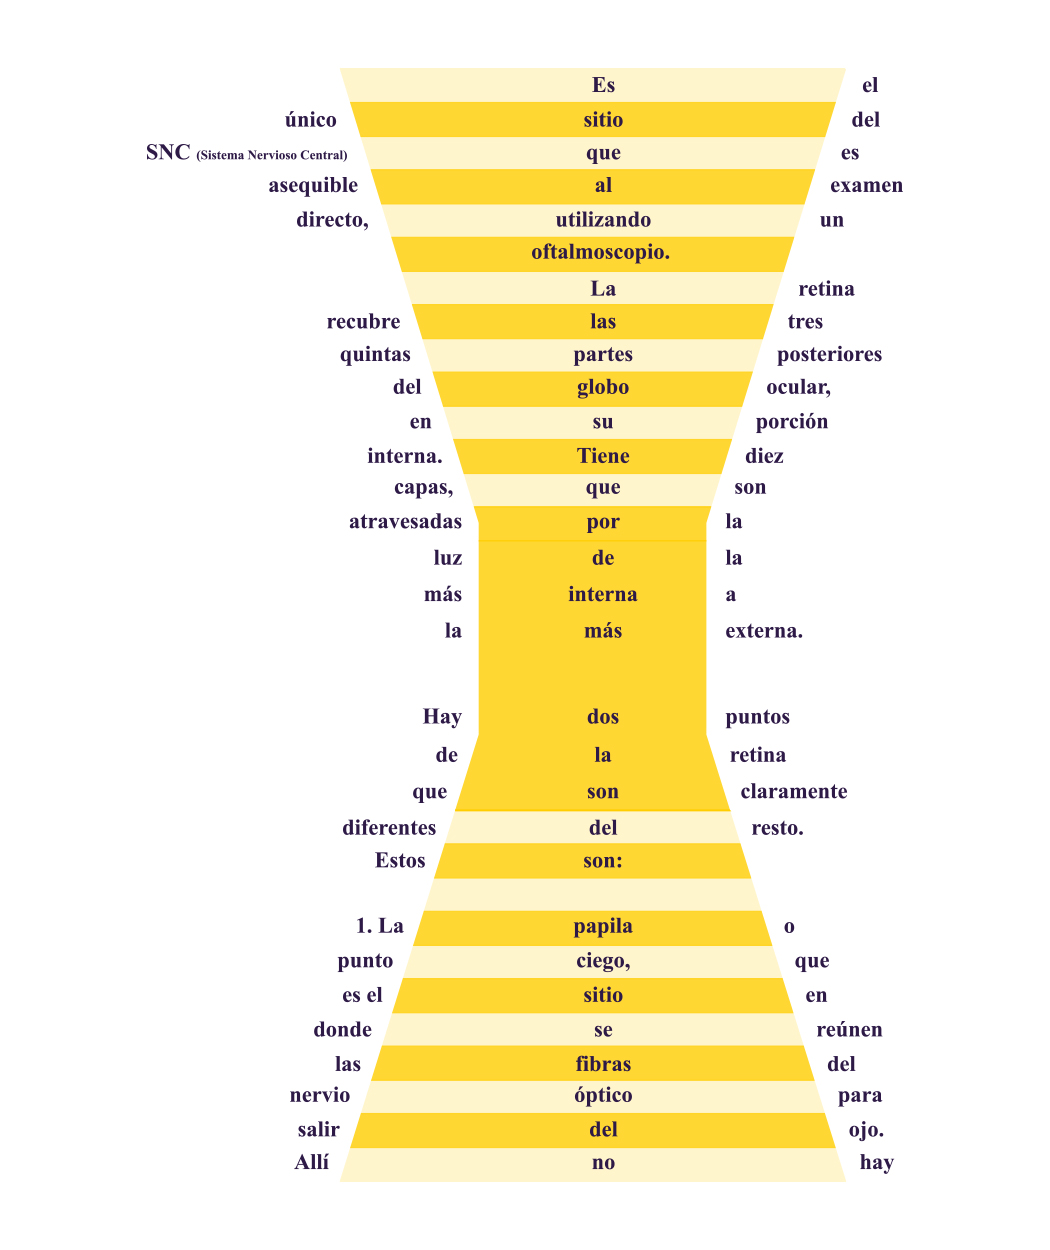 Es el
único sitio del
SNC (Sistema Nervioso Central) que es
asequible al examen
directo, utilizando un
oftalmoscopio.
La retina
recubre las tres
quintas partes posteriores
del globo ocular,
en su porción
interna. Tiene diez
capas, que son
atravesadas por la
luz de la
más interna a
la más externa.
Hay dos puntos
de la retina
que son claramente
diferentes del resto.
Estos son:
1. La papila o
punto ciego, que
es el sitio en
donde se reúnen
las fibras del
nervio óptico para
salir del ojo.
Allí no hay